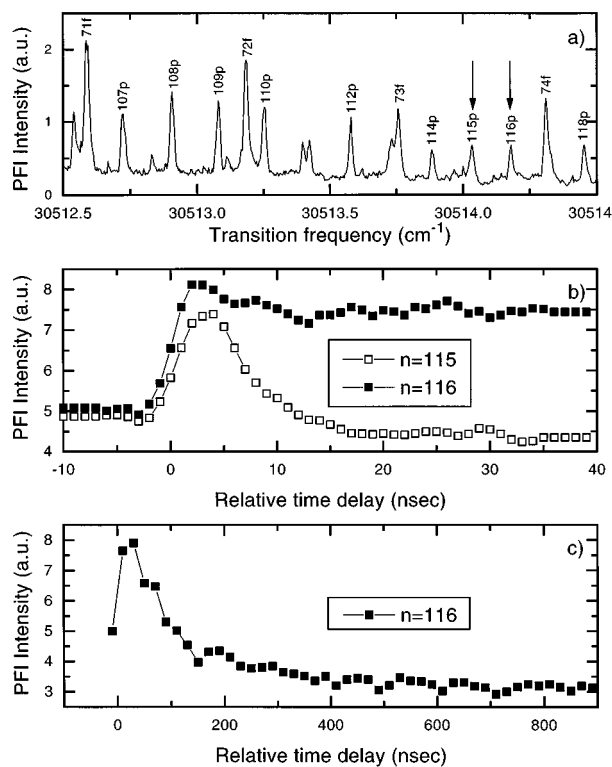 a)
PFI Intensity (a.u.)
2
1
0
71f
107p
108p
109p
72f
110p
112p
73f
114p
115p
116p
74f
118p
30512.5
30513.0
30513.5
30514.0
30514
Transition frequency (cm-1)
b)
PFI Intensity (a.u.)
8
7
6
5
4
n=115
n=116
-10
0
10
20
30
40
Relative time delay (nsec)
c)
PFI Intensity (a.u.)
8
7
6
5
4
3
n=116
0
200
400
600
800
Relative time delay (nsec)